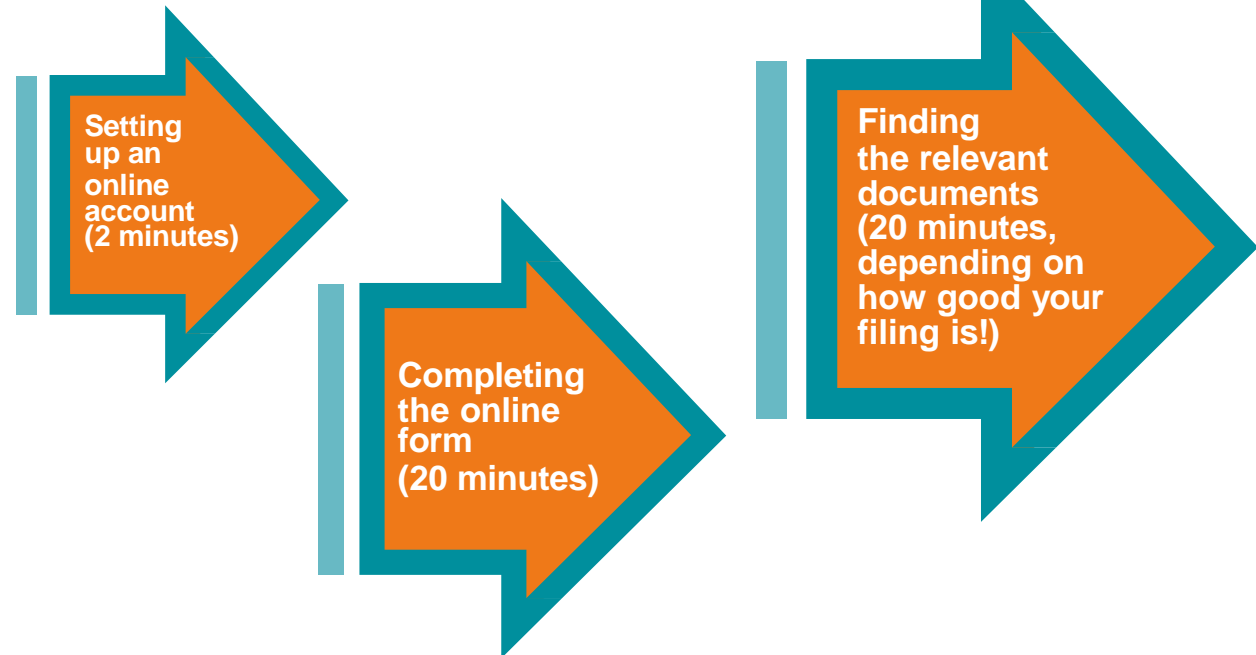 Setting
up an
online
account
(2 minutes)
Completing
the online
form
(20 minutes)
Finding
the relevant
documents
(20 minutes,
depending on
how good your
filing is!)